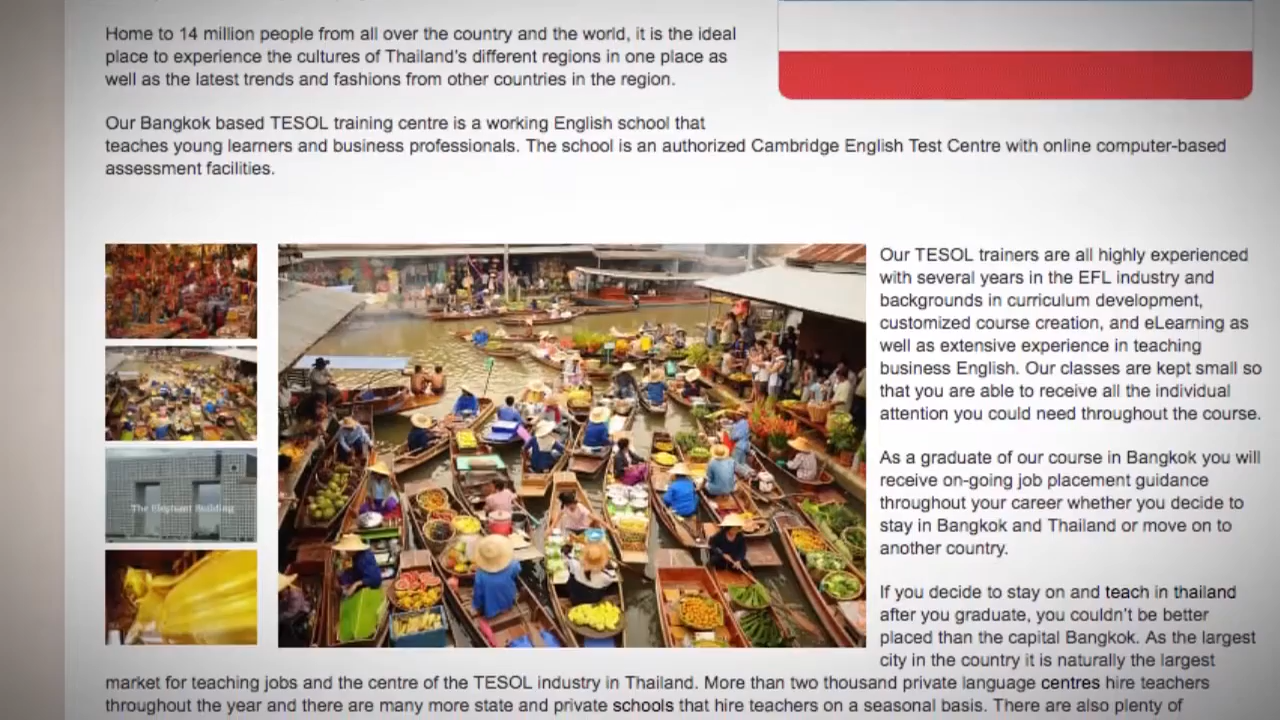 Home to 14 million people from all over the country and the world, it is the ideal
place to experience the cultures of Thailand's different regions in one place as
well as the latest trends and fashions from other countries in the region.
Our Bangkok based TESOL training centre is a working English school that
teaches young learners and business professionals. The school is an authorized Cambridge English Test Centre with online computer-based
assessment facilities.
The Elephant Building
Our TESOL trainers are all highly experienced
with several years in the EFL industry and
backgrounds in curriculum development,
customized course creation, and eLearning as
well as extensive experience in teaching
business English. Our classes are kept small so
that you are able to receive all the individual
attention you could need throughout the course.
As a graduate of our course in Bangkok you will
receive on-going job placement guidance
throughout your career whether you decide to
stay in Bangkok and Thailand or move on to
another country.
If you decide to stay on and teach in thailand
after you graduate, you couldn't be better
placed than the capital Bangkok. As the largest
city in the country it is naturally the largest
market for teaching jobs and the centre of the TESOL industry in Thailand. More than two thousand private language centres hire teachers
throughout the year and there are many more state and private schools that hire teachers on a seasonal basis. There are also plenty of